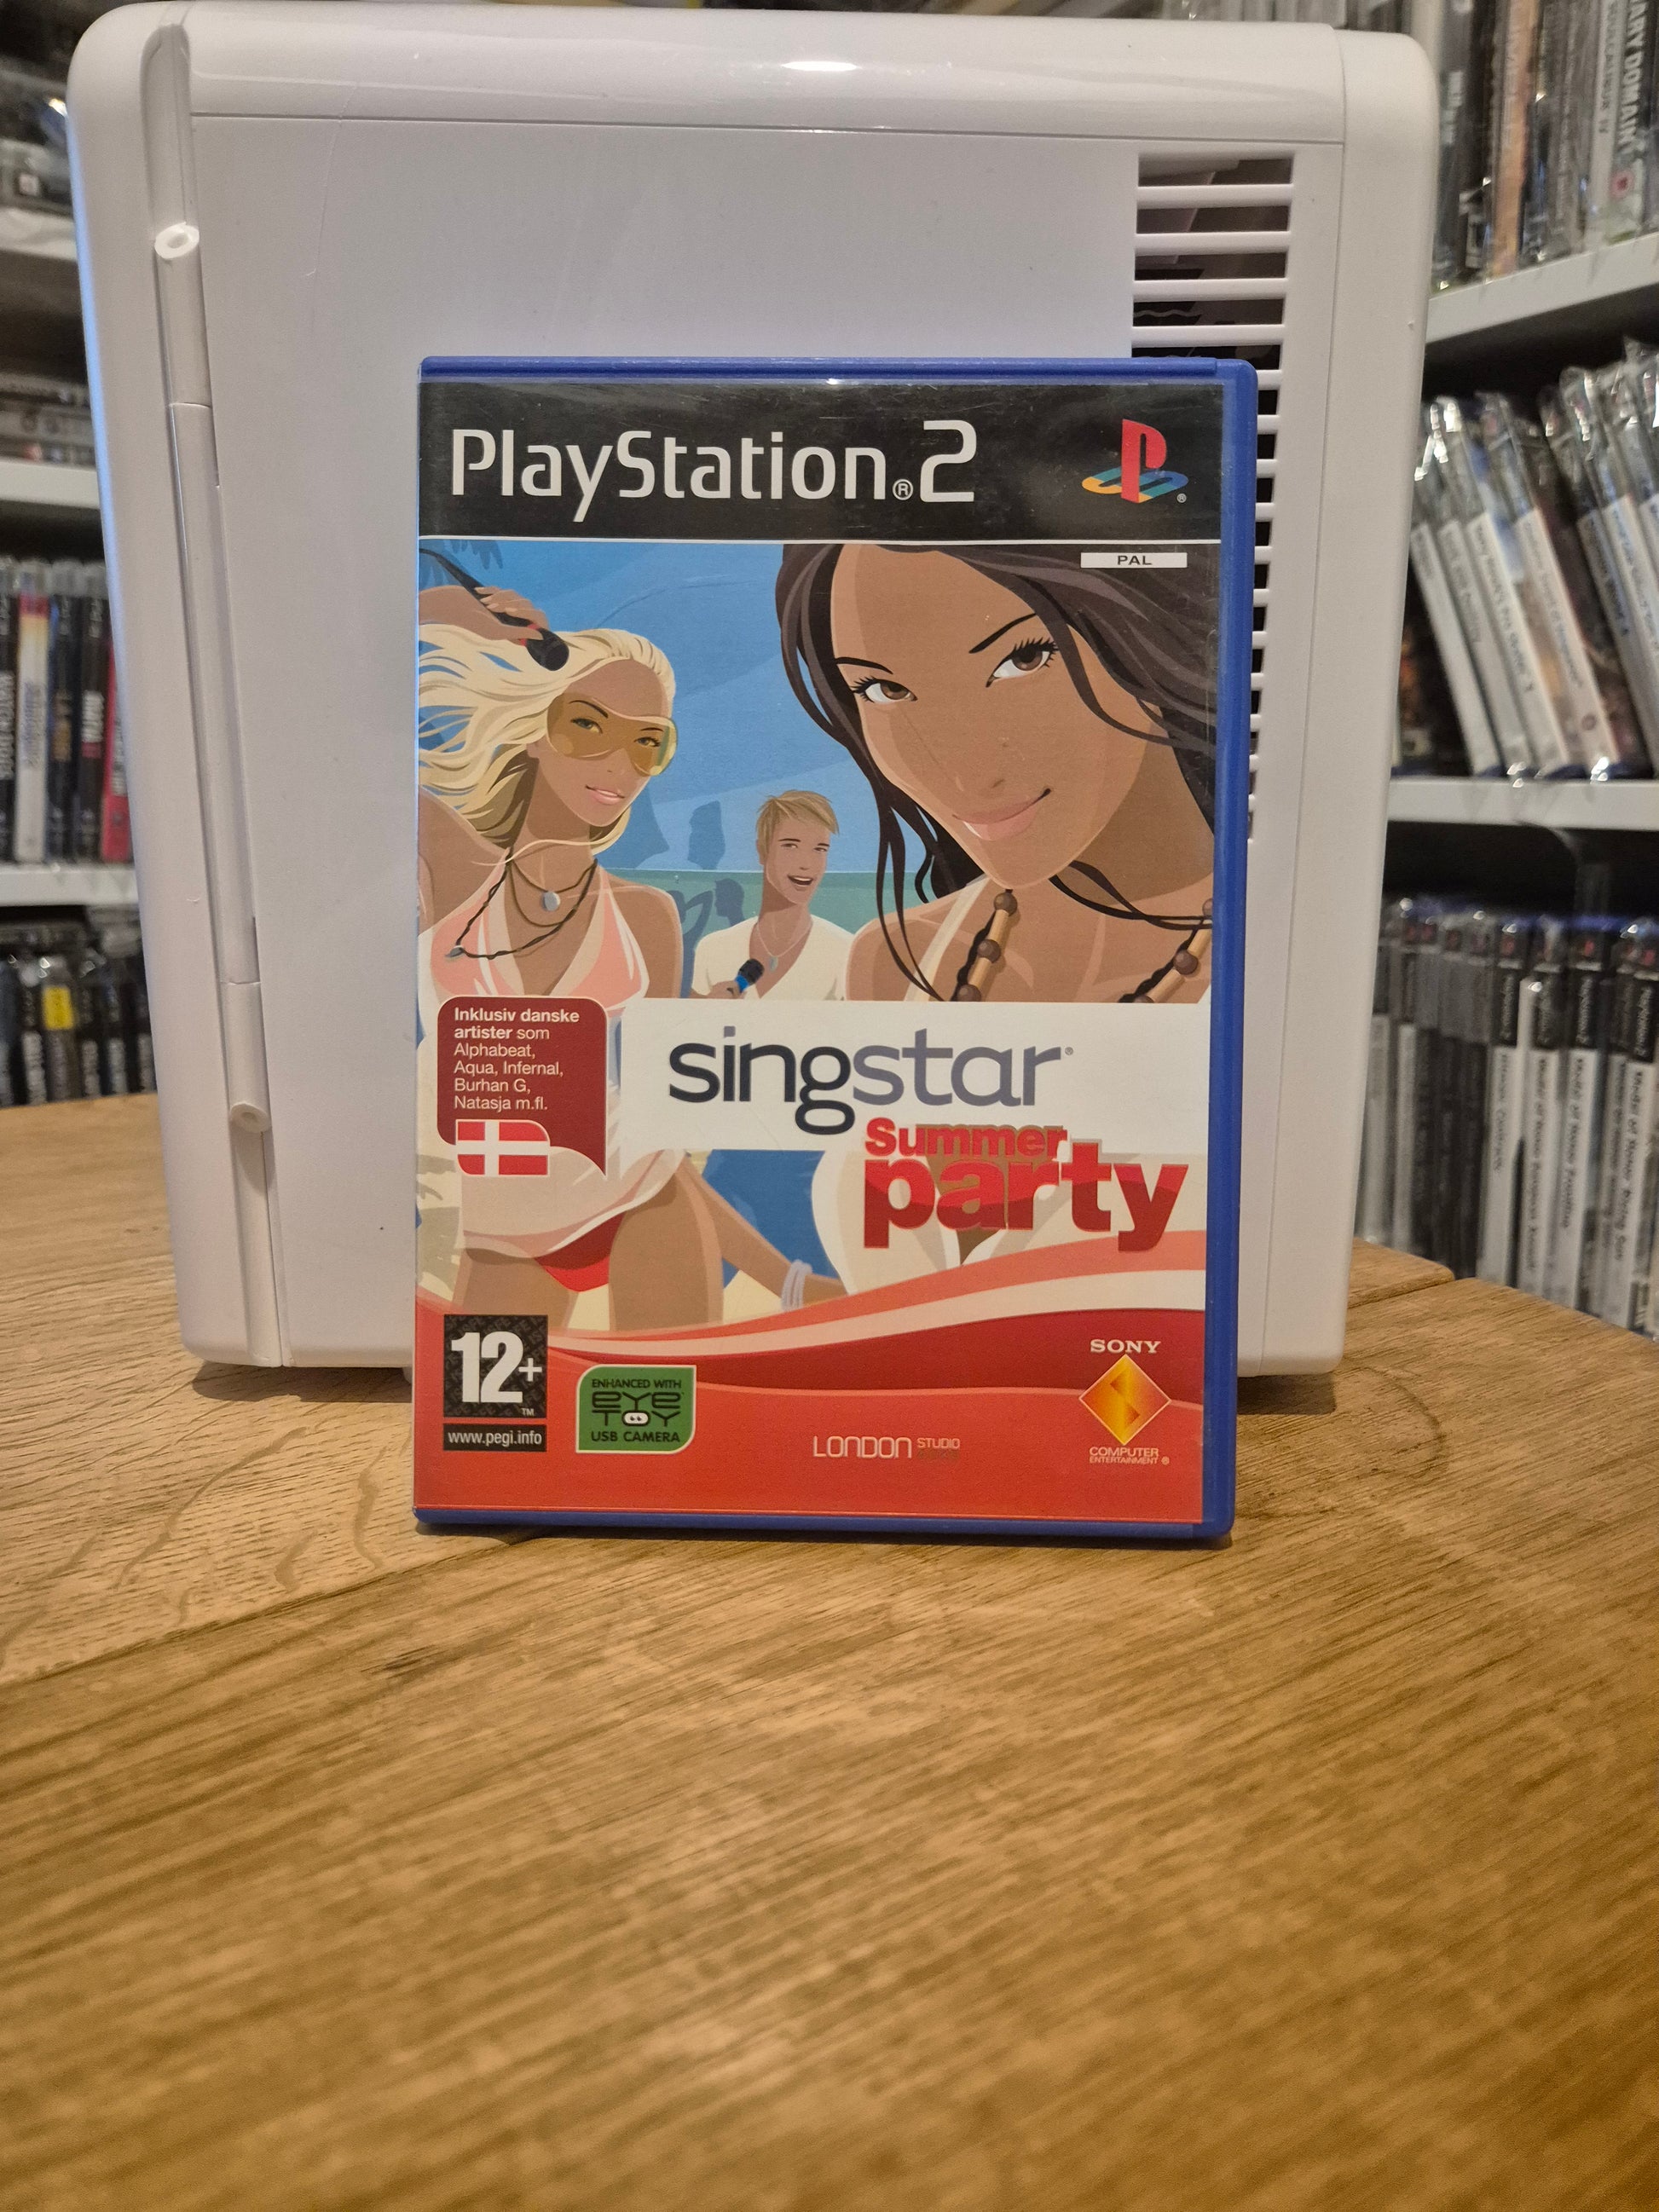 PlayStation®2
PAL
Inklusiv danske
artister som
Alphabeat,
Aqua, Infernal,
Burhan G,
Natasja m.fl.
singstar®
Summer
party
12+
TM
www.pegi.info
ENHANCED WITH
EYE
TOY
USB CAMERA
LONDON STUDIO
SONY
COMPUTER
ENTERTAINMENT ®